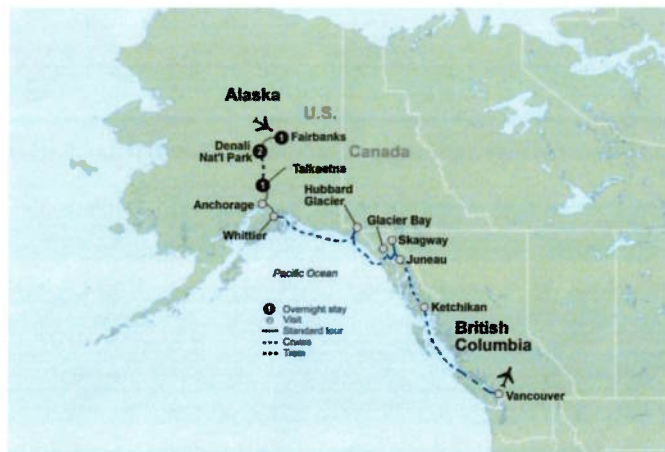 Alaska
U.S.
1 Fairbanks
Denali
Nat'l Park
2
Canada
Talkeetna
1
Hubbard
Glacier
Anchorage
Glacier Bay
Whittier
Skagway
Juneau
Pacific Ocean
1 Overnight stay
Visit
Standard tour
Cruise
Train
Ketchikan
British
Columbia
Vancouver